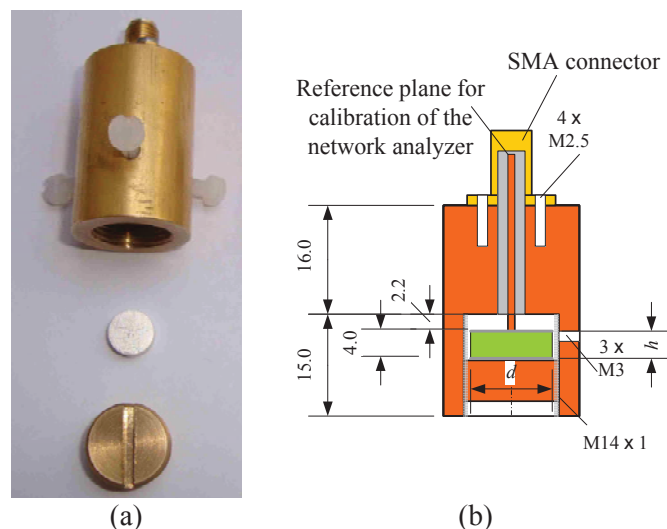 SMA connector
Reference plane for
calibration of the
network analyzer
4 x
M2.5
16.0
2.2
4.0
15.0
h
3 x
M3
d
M14 x 1
(a)
(b)